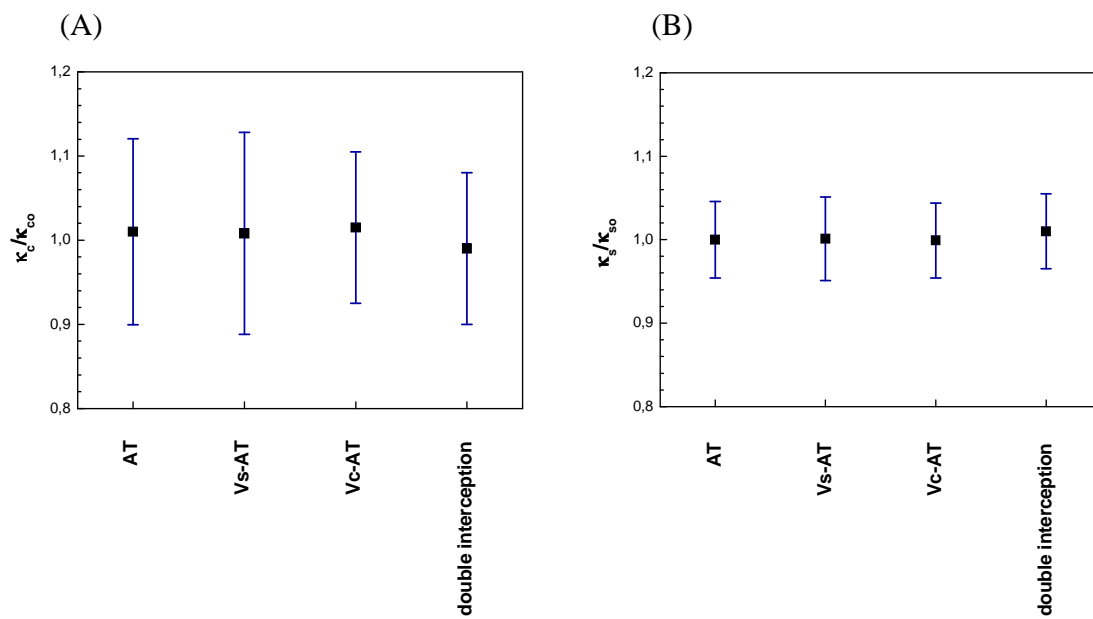 (A)
1,2
1,1
1,0
0,9
0,8
κc/κco
AT
Vs-AT
Vc-AT
double interception
(B)
1,2
1,1
1,0
0,9
0,8
κs/κso
AT
Vs-AT
Vc-AT
double interception